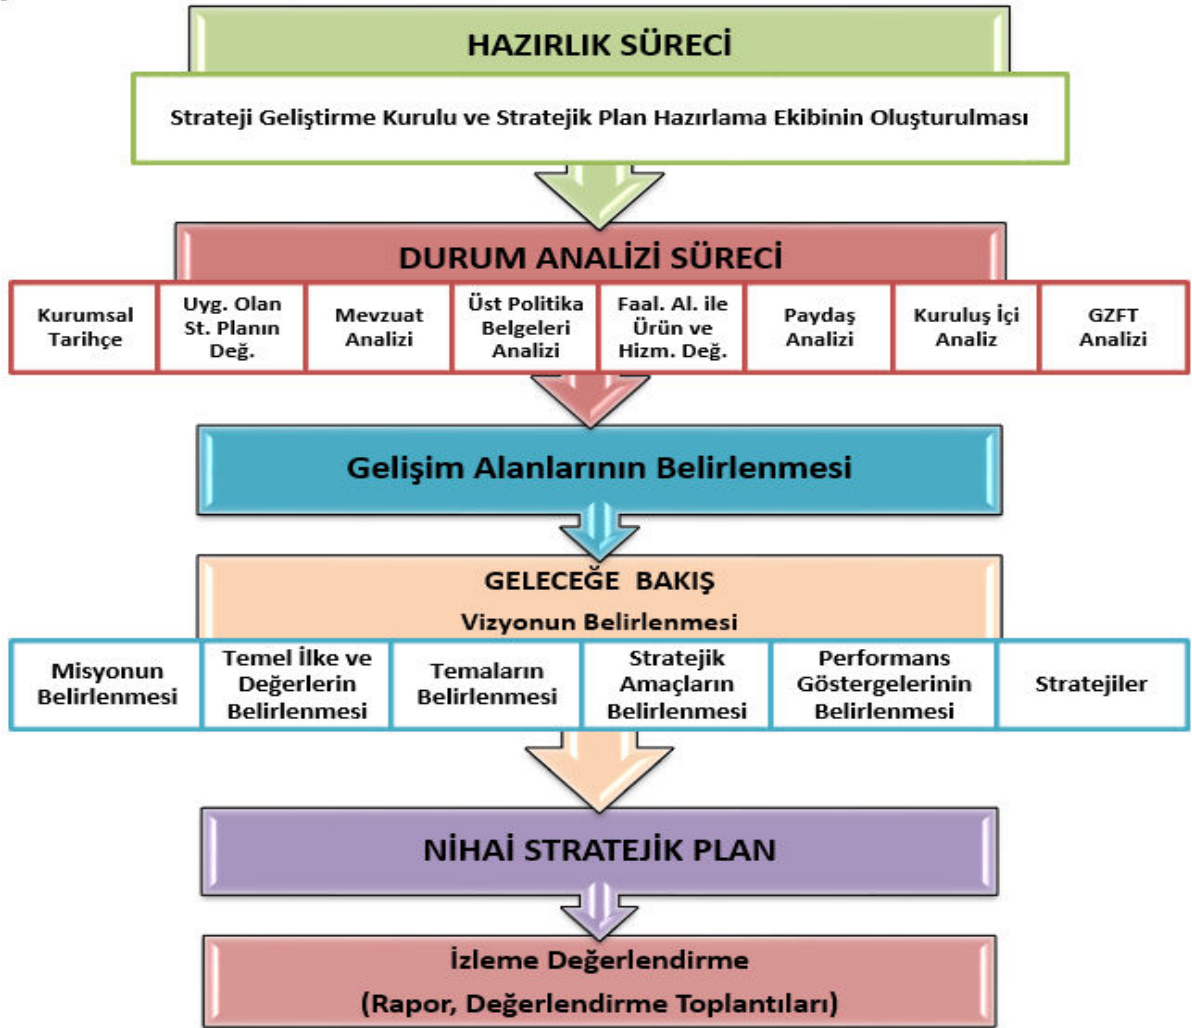 HAZIRLIK SÜRECİ
Strateji Geliştirme Kurulu ve Stratejik Plan Hazırlama Ekibinin Oluşturulması
DURUM ANALİZİ SÜRECİ
Kurumsal
Tarihçe
Uyg. Olan
St. Planın
Değ.
Mevzuat
Analizi
Üst Politika
Belgeleri
Analizi
Faal. Al. ile
Ürün ve
Hizm. Değ.
Paydaş
Analizi
Kuruluş İçi
Analiz
GZFT
Analizi
Gelişim Alanlarının Belirlenmesi
GELECEĞE BAKIŞ
Vizyonun Belirlenmesi
Misyonun
Belirlenmesi
Temel İlke ve
Değerlerin
Belirlenmesi
Temaların
Belirlenmesi
Stratejik
Amaçların
Belirlenmesi
Performans
Göstergelerinin
Belirlenmesi
Stratejiler
NİHAİ STRATEJİK PLAN
İzleme Değerlendirme
(Rapor, Değerlendirme Toplantıları)